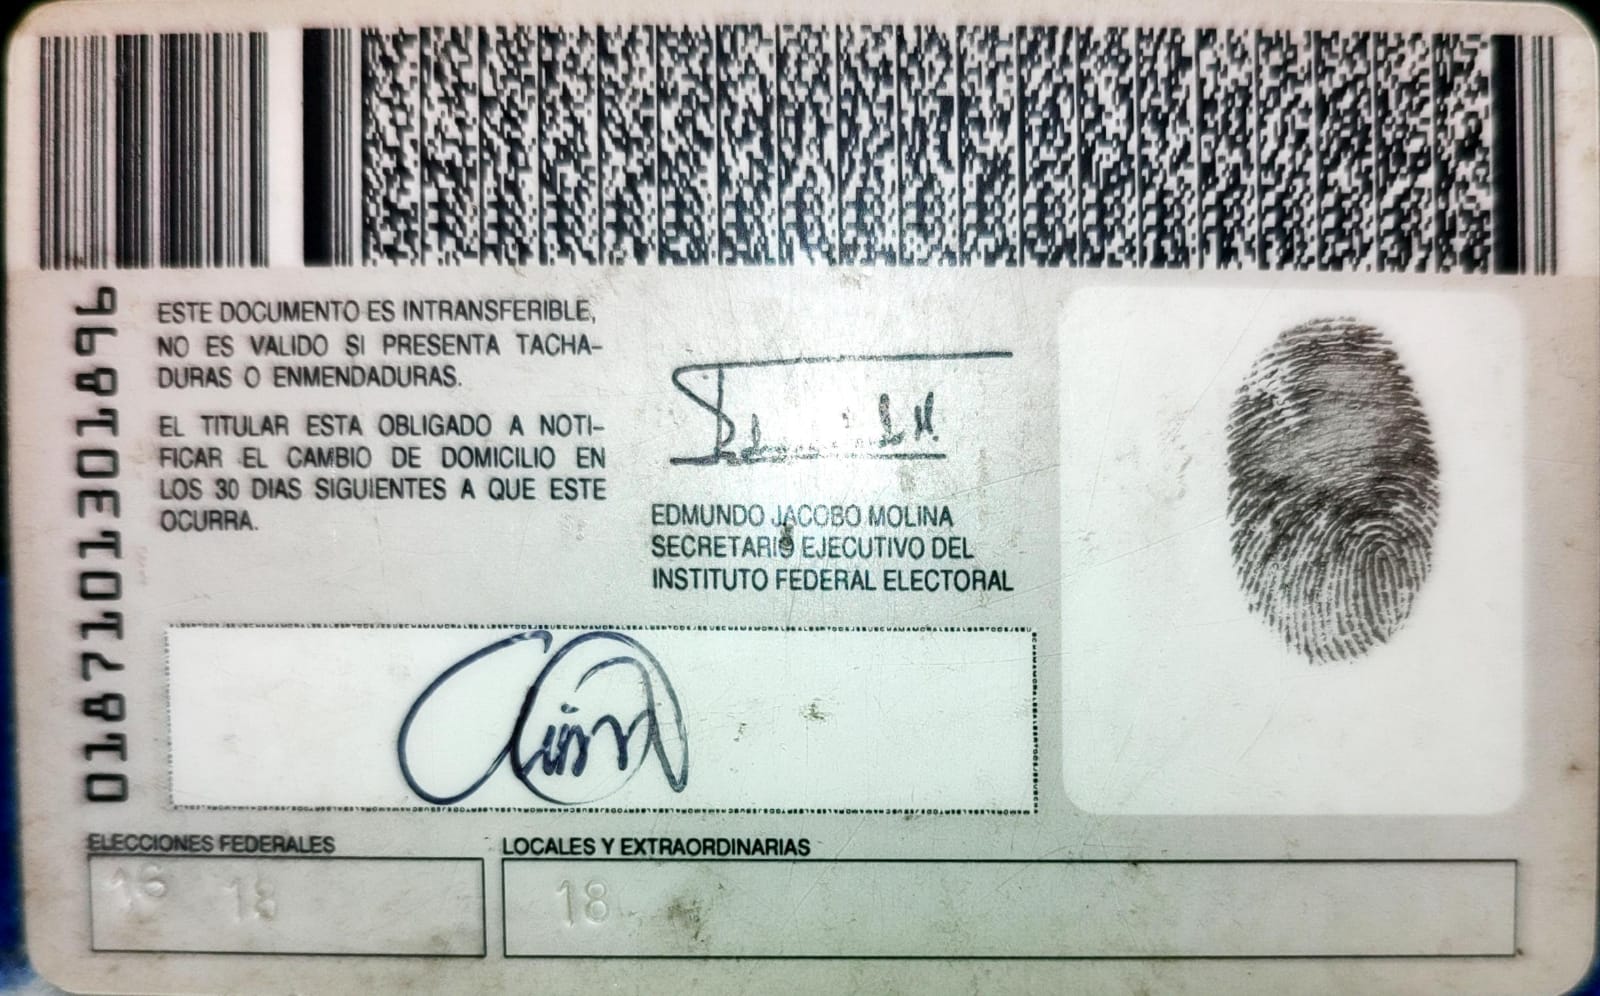 ESTE DOCUMENTO ES INTRANSFERIBLE,
NO ES VALIDO SI PRESENTA TACHA-
DURAS O ENMENDADURAS.
EL TITULAR ESTA OBLIGADO A NOTI-
FICAR EL CAMBIO DE DOMICILIO EN
LOS 30 DIAS SIGUIENTES A QUE ESTE
OCURRA.
0187101301896
EDMUNDO JACOBO MOLINA
SECRETARIO EJECUTIVO DEL
INSTITUTO FEDERAL ELECTORAL
ELECCIONES FEDERALES
18
LOCALES Y EXTRAORDINARIAS
18